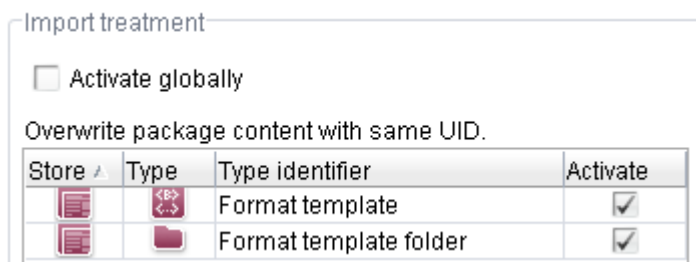 Import treatment
Activate globally
Overwrite package content with same UID.
Store Type Type identifier Activate
<B> Format template
Format template folder